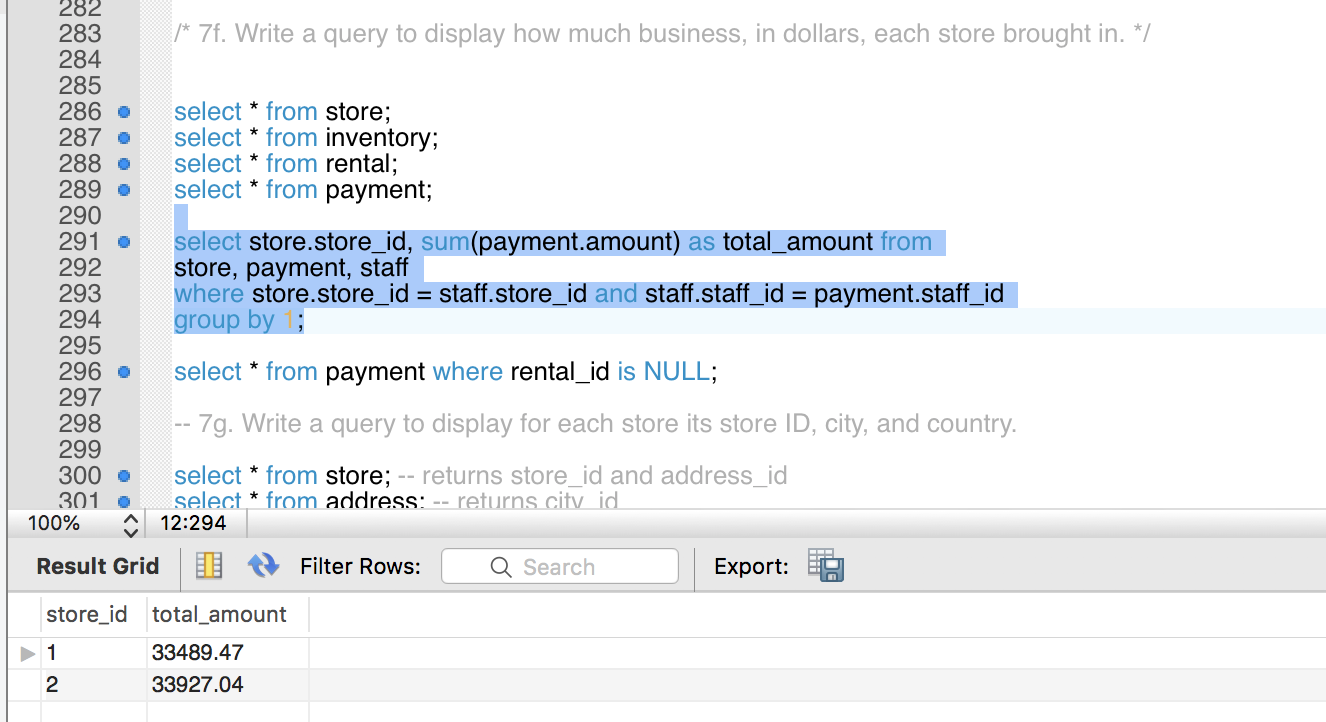 282
283 /* 7f. Write a query to display how much business, in dollars, each store brought in. */
284
285
286 select * from store;
287 select * from inventory;
288 select * from rental;
289 select * from payment;
290
291 select store.store_id, sum(payment.amount) as total_amount from
292 store, payment, staff
293 where store.store_id = staff.store_id and staff.staff_id = payment.staff_id
294 group by 1;
295
296 select * from payment where rental_id is NULL;
297
298 -- 7g. Write a query to display for each store its store ID, city, and country.
299
300 select * from store; -- returns store_id and address_id
301 select * from address; -- returns city_id
100% 12:294
Result Grid Filter Rows: Search Export:
store_id total_amount
1 33489.47
2 33927.04